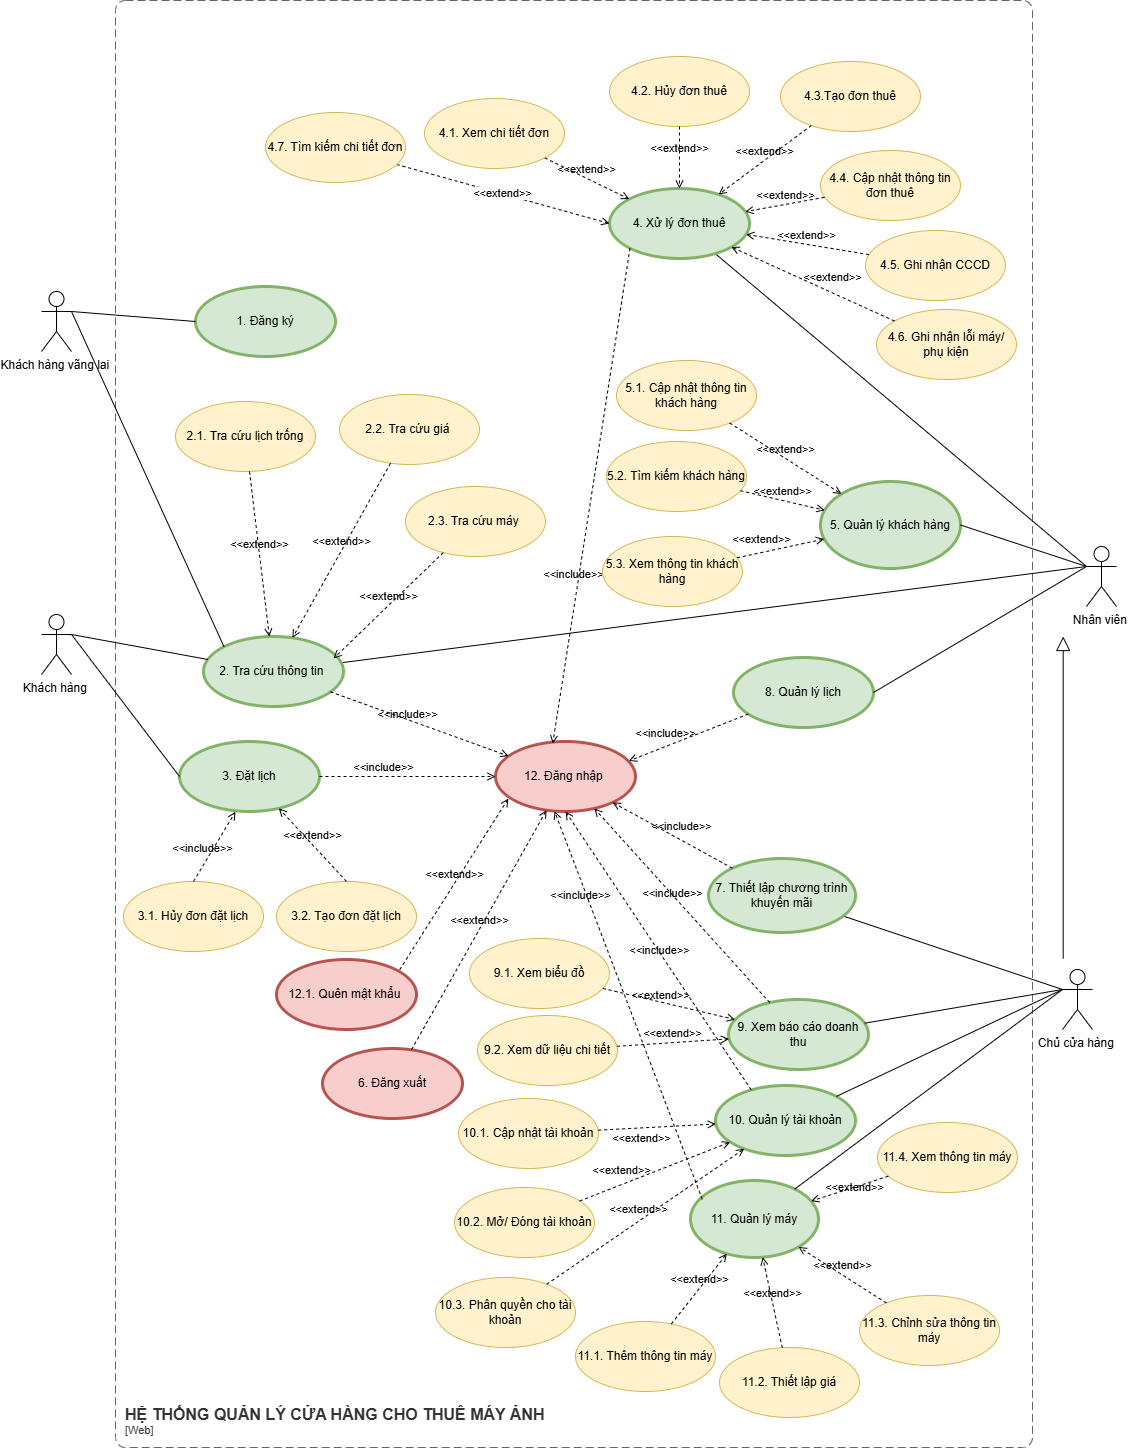 4.2. Hủy đơn thuê
4.3.Tạo đơn thuê
4.1. Xem chi tiết đơn
4.7. Tìm kiếm chi tiết đơn
<<extend>>
<<extend>>
<<extend>>
<<extend>>
4.4. Cập nhật thông tin
đơn thuê
<<extend>>
4. Xử lý đơn thuê
<<extend>>
4.5. Ghi nhận CCCD
<<extend>>
4.6. Ghi nhận lỗi máy/
phụ kiện
1. Đăng ký
Khách hàng vãng lai
5.1. Cập nhật thông tin
khách hàng
2.1. Tra cứu lịch trống
2.2. Tra cứu giá
<<extend>>
5.2. Tìm kiếm khách hàng
<<extend>>
2.3. Tra cứu máy
5. Quản lý khách hàng
<<extend>>
<<extend>>
<<extend>>
5.3. Xem thông tin khách
hàng
<<include>>
<<extend>>
Nhân viên
Khách hàng
2. Tra cứu thông tin
8. Quản lý lịch
<<include>>
<<include>>
3. Đặt lịch
<<include>>
12. Đăng nhập
<<include>>
<<extend>>
<<include>>
<<extend>>
7. Thiết lập chương trình
khuyến mãi
<<include>>
<<include>>
3.1. Hủy đơn đặt lịch
3.2. Tạo đơn đặt lịch
<<extend>>
<<include>>
9.1. Xem biểu đồ
12.1. Quên mật khẩu
<<extend>>
9. Xem báo cáo doanh
thu
<<extend>>
9.2. Xem dữ liệu chi tiết
Chủ cửa hàng
6. Đăng xuất
10. Quản lý tài khoản
10.1. Cập nhật tài khoản
<<extend>>
11.4. Xem thông tin máy
<<extend>>
<<extend>>
<<extend>>
10.2. Mở/ Đóng tài khoản
11. Quản lý máy
<<extend>>
<<extend>>
<<extend>>
10.3. Phân quyền cho tài
khoản
11.3. Chỉnh sửa thông tin
máy
11.1. Thêm thông tin máy
11.2. Thiết lập giá
HỆ THỐNG QUẢN LÝ CỬA HÀNG CHO THUÊ MÁY ẢNH
[Web]